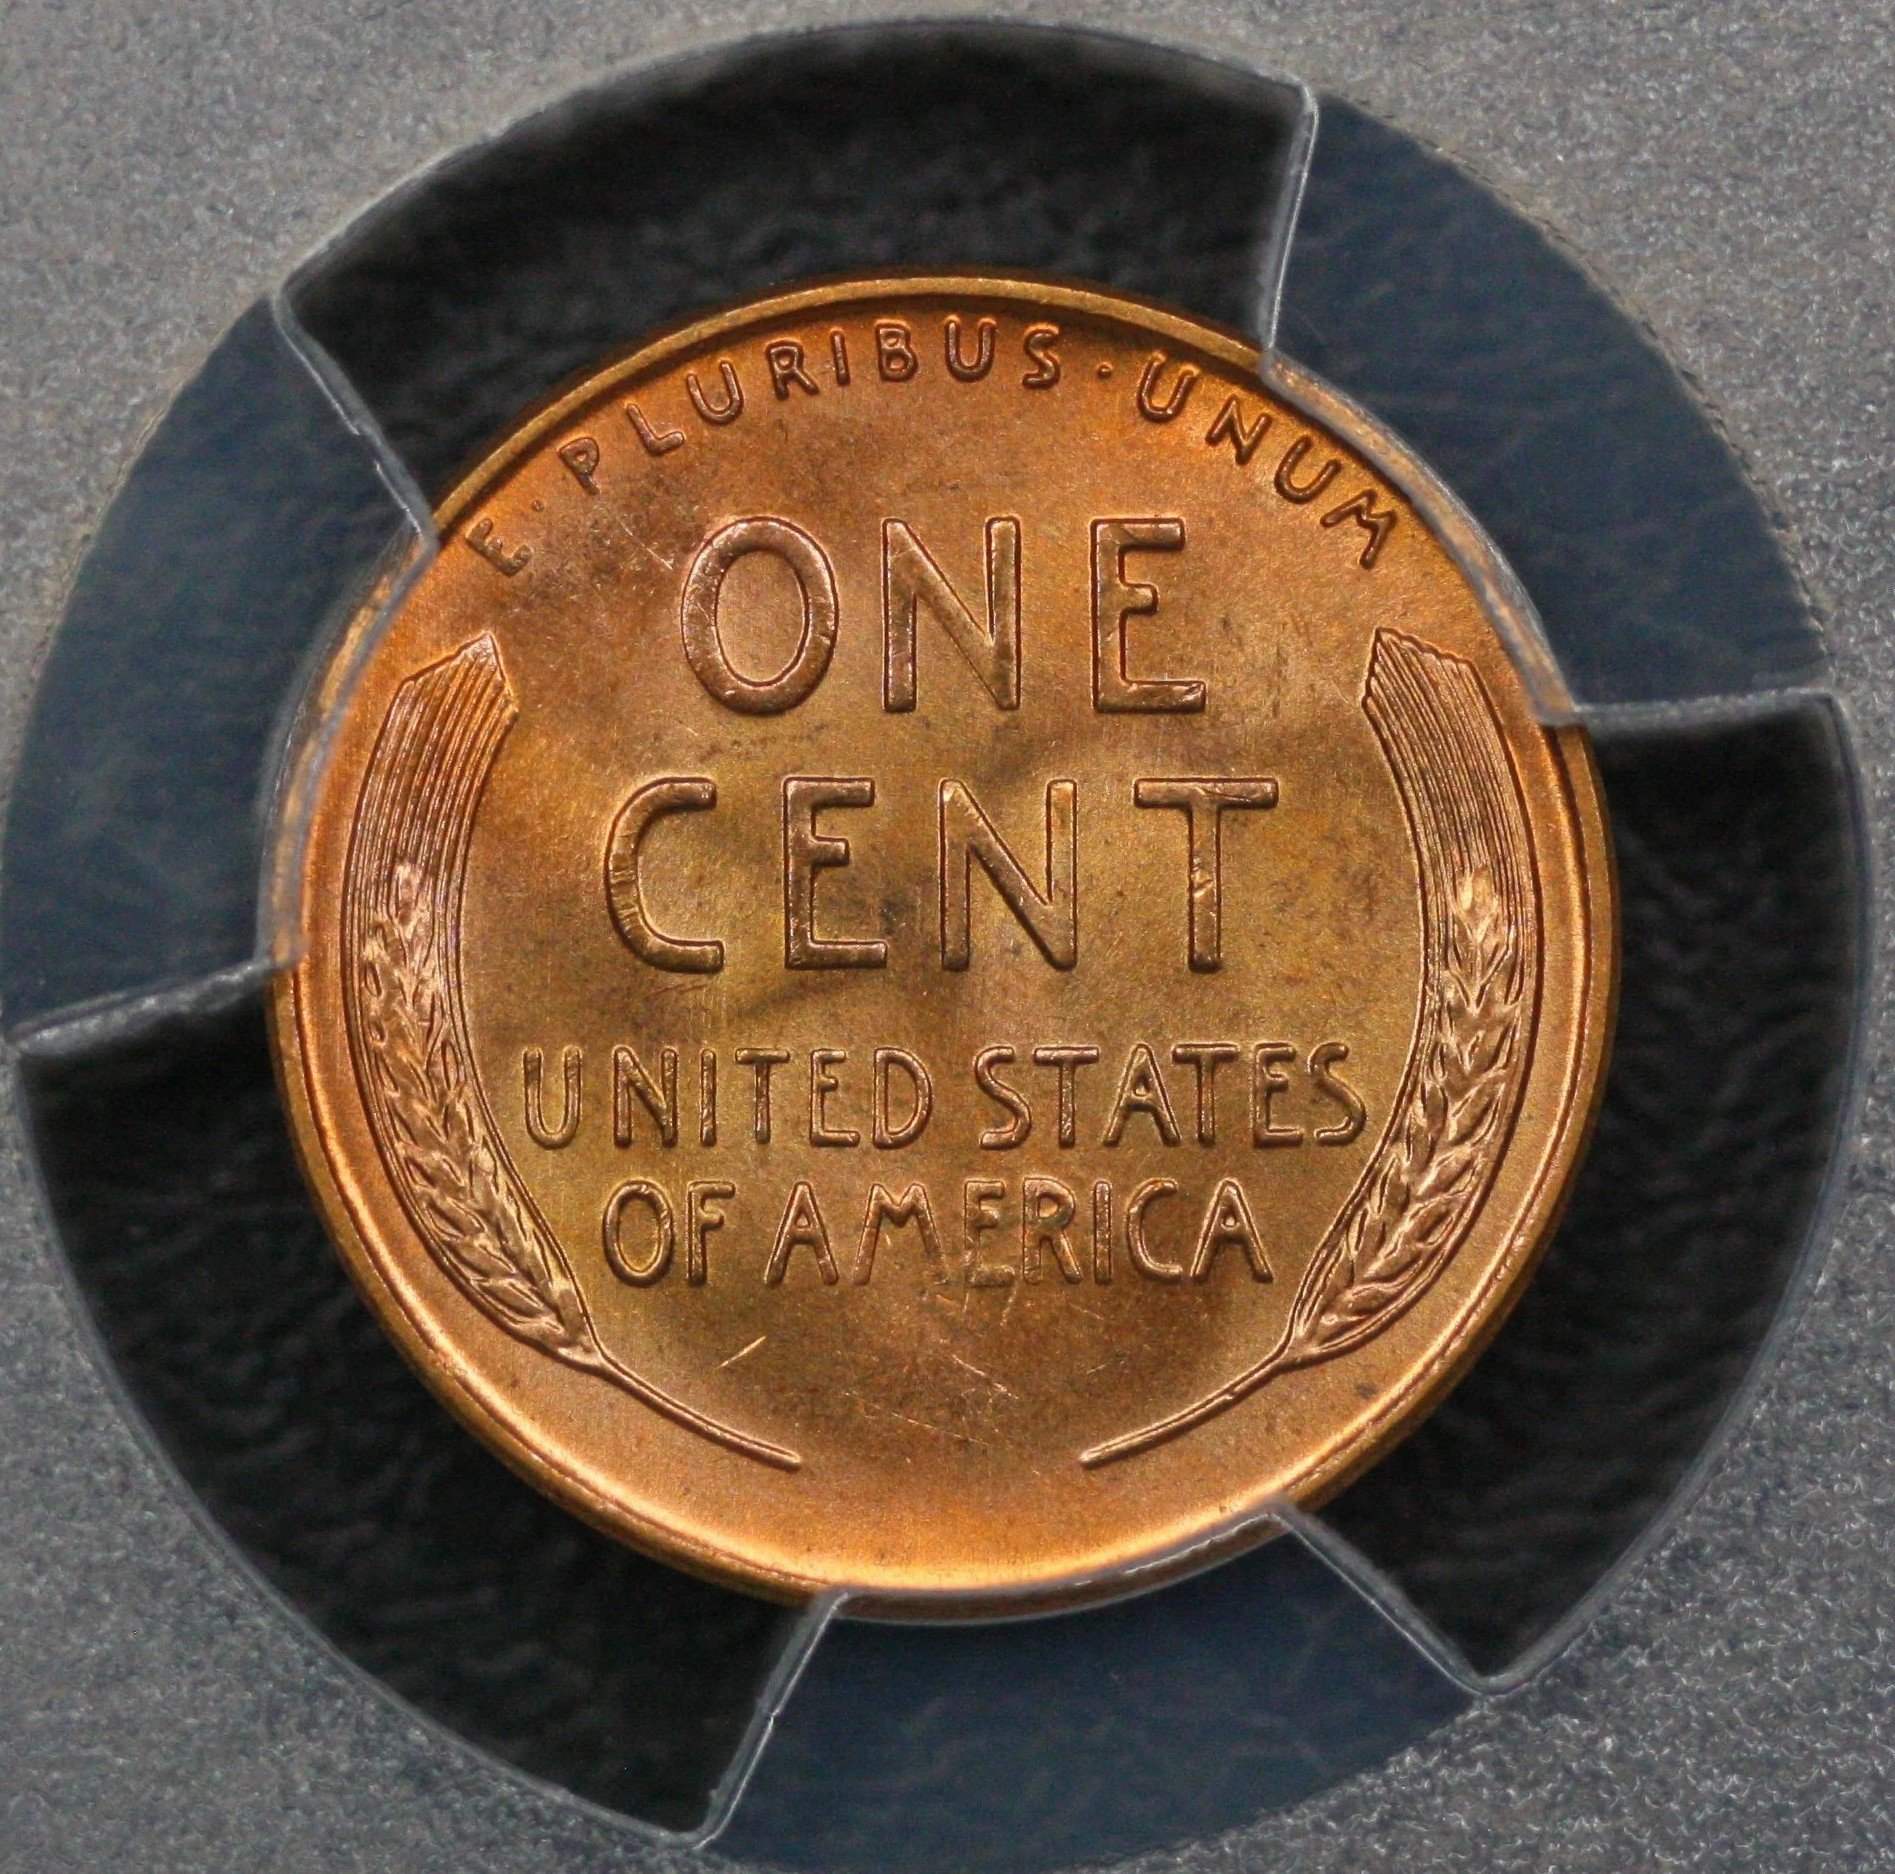 E·PLURIBUS·UNUM
ONE
CENT
UNITED STATES
OF AMERICA